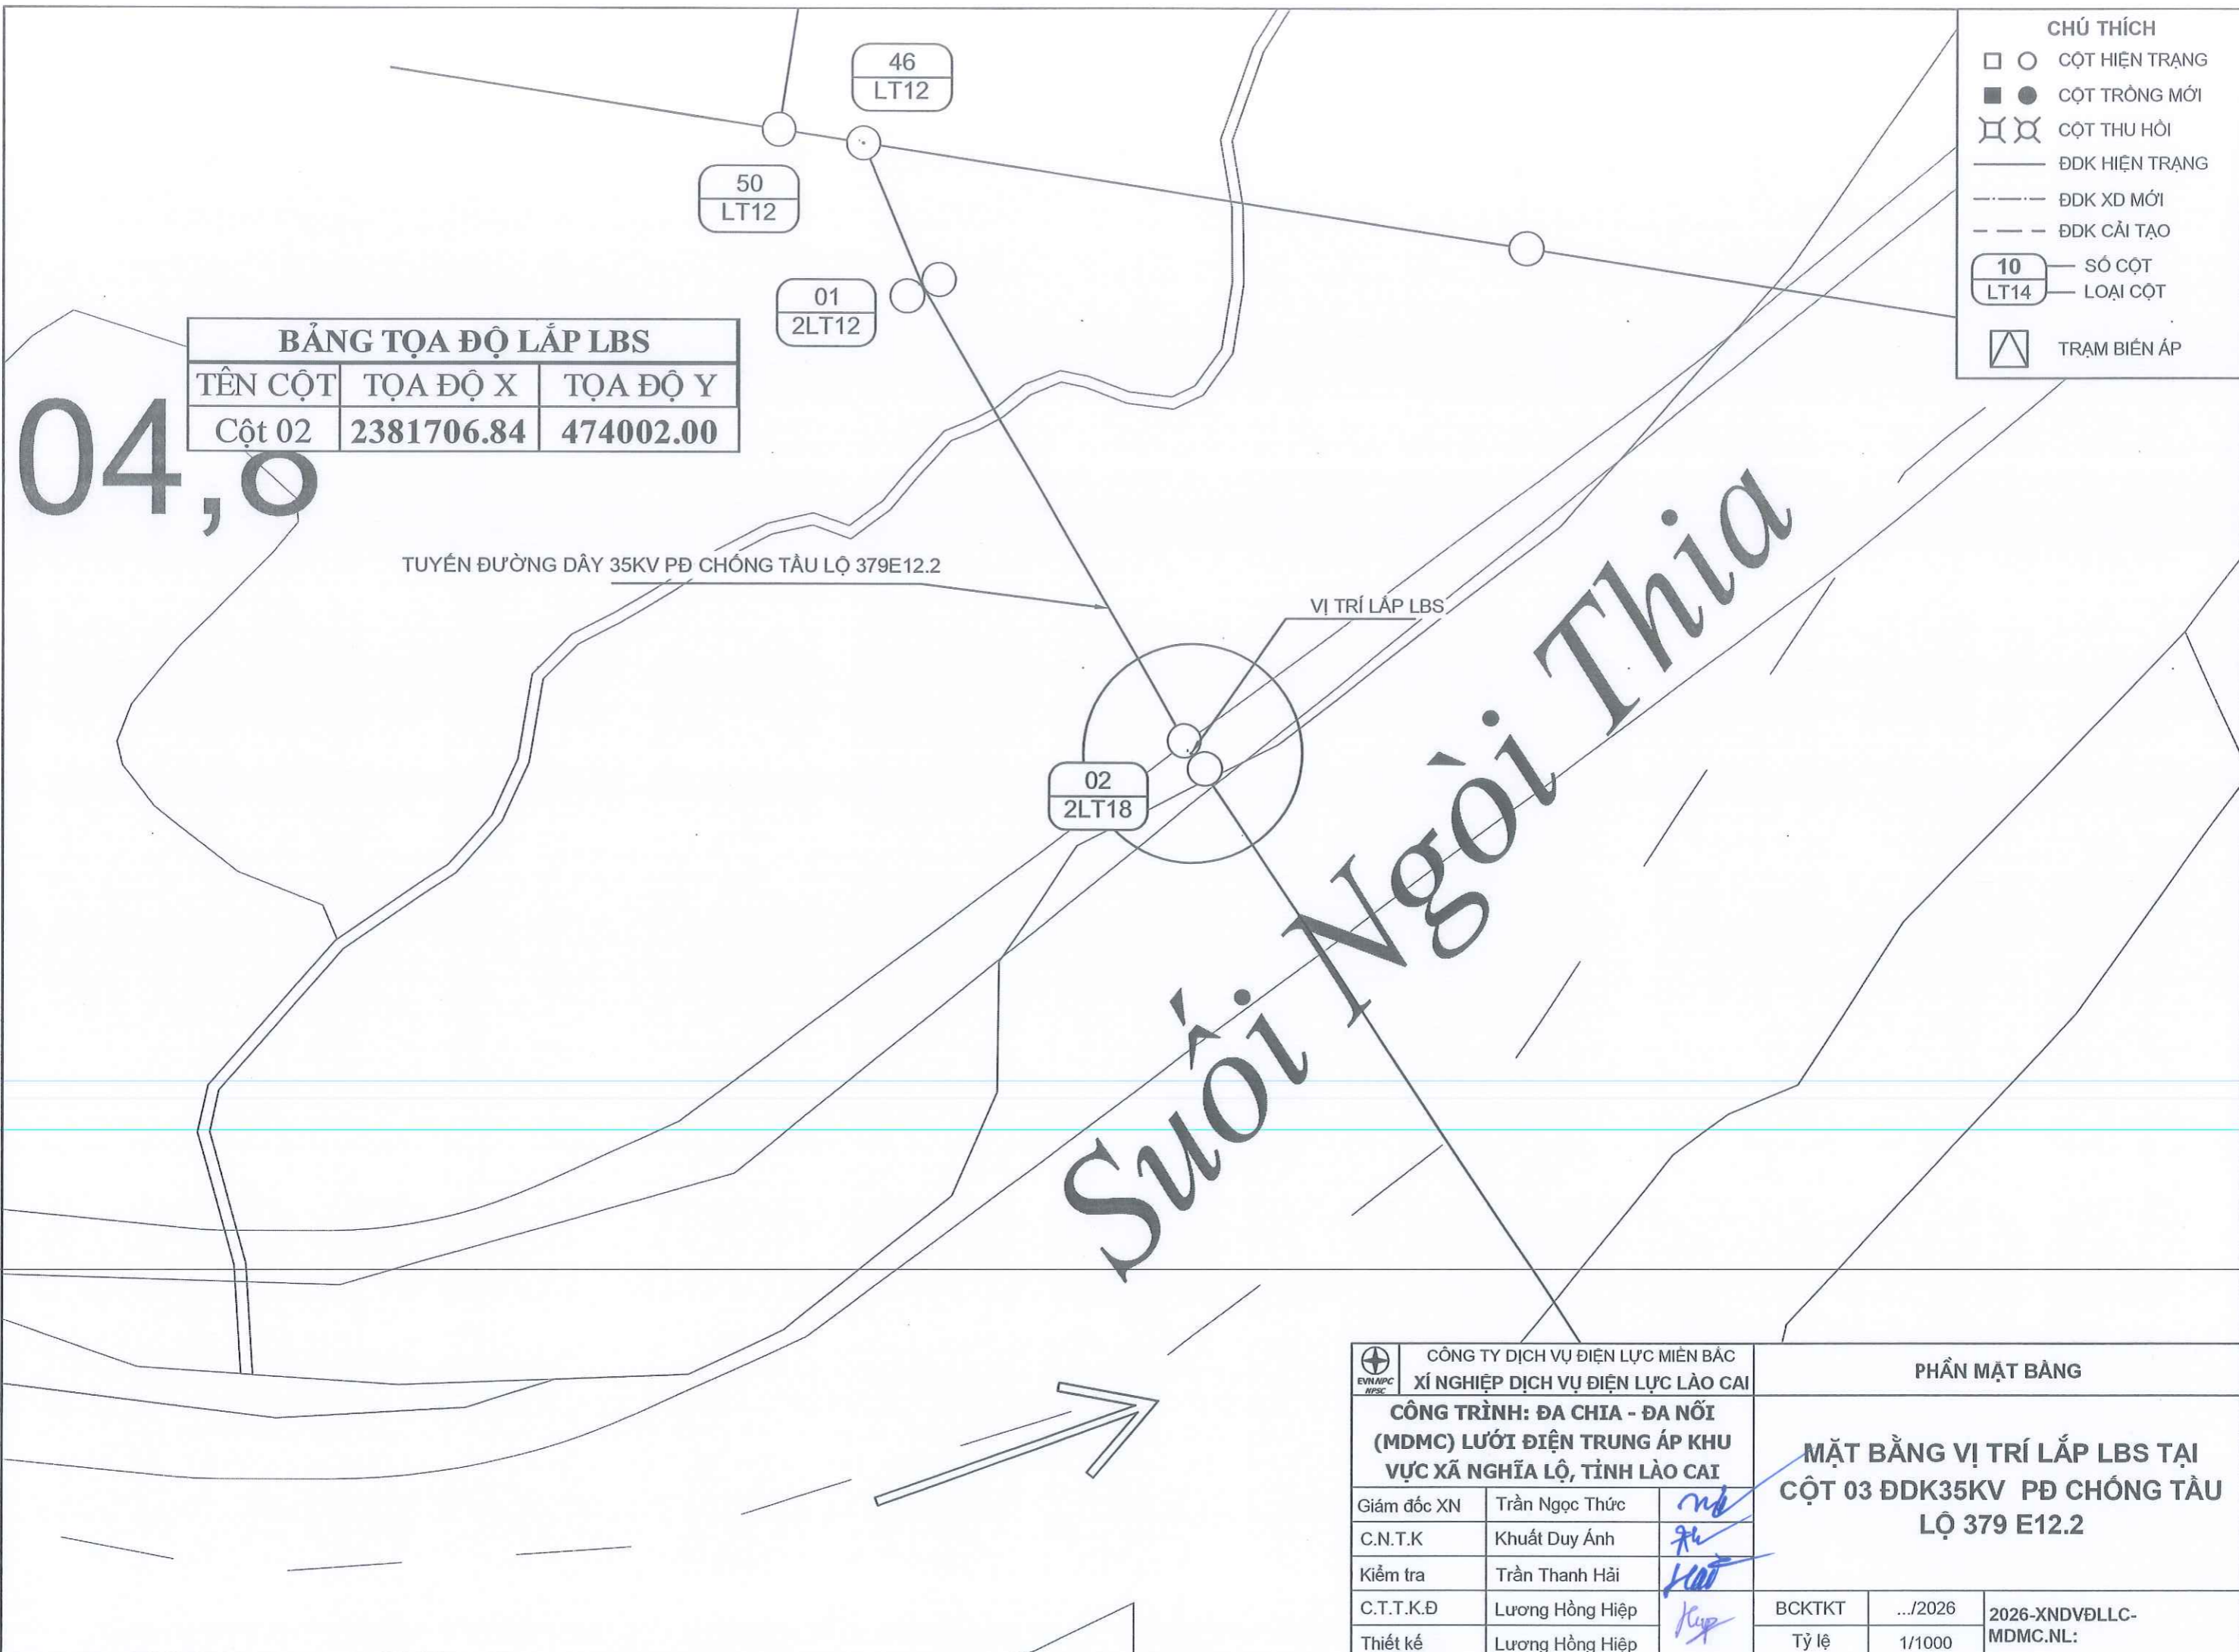 CHÚ THÍCH
CỘT HIỆN TRẠNG
CỘT TRỒNG MỚI
CỘT THU HỒI
ĐDK HIỆN TRẠNG
ĐDK XD MỚI
ĐDK CẢI TẠO
10 SỐ CỘT
LT14 LOẠI CỘT
TRẠM BIẾN ÁP
46
LT12
50
LT12
01
2LT12
BẢNG TỌA ĐỘ LẮP LBS
TÊN CỘT TỌA ĐỘ X TỌA ĐỘ Y
Cột 02 2381706.84 474002.00
04,8
TUYẾN ĐƯỜNG DÂY 35KV PĐ CHỐNG TẦU LỘ 379E12.2
VỊ TRÍ LẮP LBS
02
2LT18
Suối Ngòi Thia
EVNNPC
NPSC
CÔNG TY DỊCH VỤ ĐIỆN LỰC MIỀN BẮC
XÍ NGHIỆP DỊCH VỤ ĐIỆN LỰC LÀO CAI
PHẦN MẶT BẰNG
CÔNG TRÌNH: ĐA CHIA - ĐA NỐI
(MDMC) LƯỚI ĐIỆN TRUNG ÁP KHU
VỰC XÃ NGHĨA LỘ, TỈNH LÀO CAI
MẶT BẰNG VỊ TRÍ LẮP LBS TẠI
CỘT 03 ĐDK35KV PĐ CHỐNG TẦU
LỘ 379 E12.2
Giám đốc XN Trần Ngọc Thức
C.N.T.K Khuất Duy Ánh
Kiểm tra Trần Thanh Hải
C.T.T.K.Đ Lương Hồng Hiệp
Thiết kế Lương Hồng Hiệp
BCKTKT .../2026
Tỷ lệ 1/1000
2026-XNDVĐLLC-
MDMC.NL: